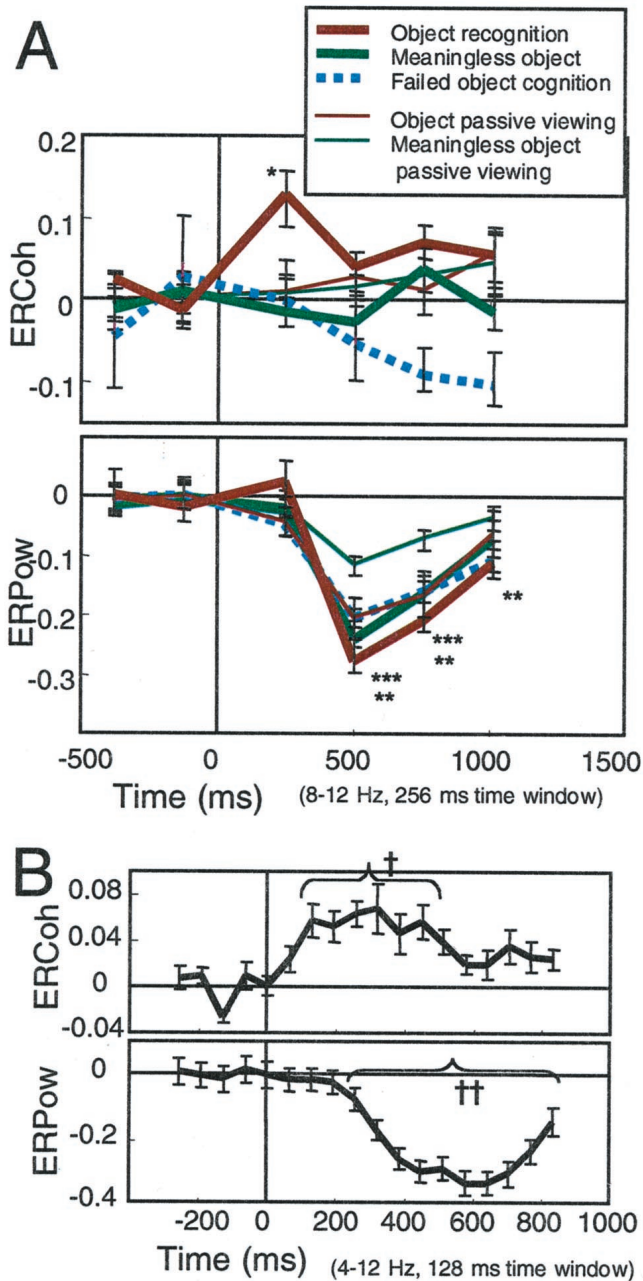 A
Object recognition
Meaningless object
Failed object cognition
Object passive viewing
Meaningless object
passive viewing
0.2
0.1
0
-0.1
ERCoh
*
0
-0.1
-0.2
-0.3
ERPow
***
**
***
**
**
-500 0 500 1000 1500
Time (ms) (8-12 Hz, 256 ms time window)
B
0.08
0.04
0
-0.04
ERCoh
†
0
-0.2
-0.4
ERPow
††
-200 0 200 400 600 800 1000
Time (ms) (4-12 Hz, 128 ms time window)